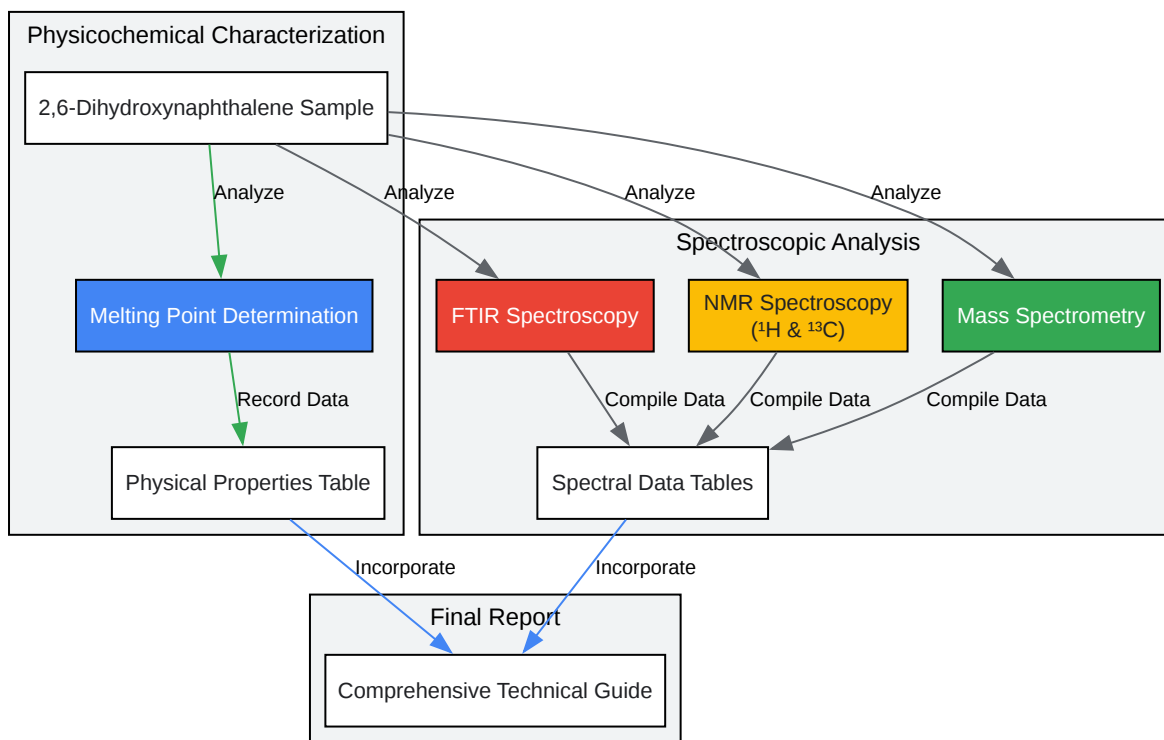 Physicochemical Characterization
2,6-Dihydroxynaphthalene Sample
Analyze
Analyze
Analyze
Analyze
Spectroscopic Analysis
Melting Point Determination
FTIR Spectroscopy
NMR Spectroscopy
(¹H & ¹³C)
Mass Spectrometry
Record Data
Compile Data
Compile Data
Compile Data
Physical Properties Table
Spectral Data Tables
Incorporate
Incorporate
Final Report
Comprehensive Technical Guide